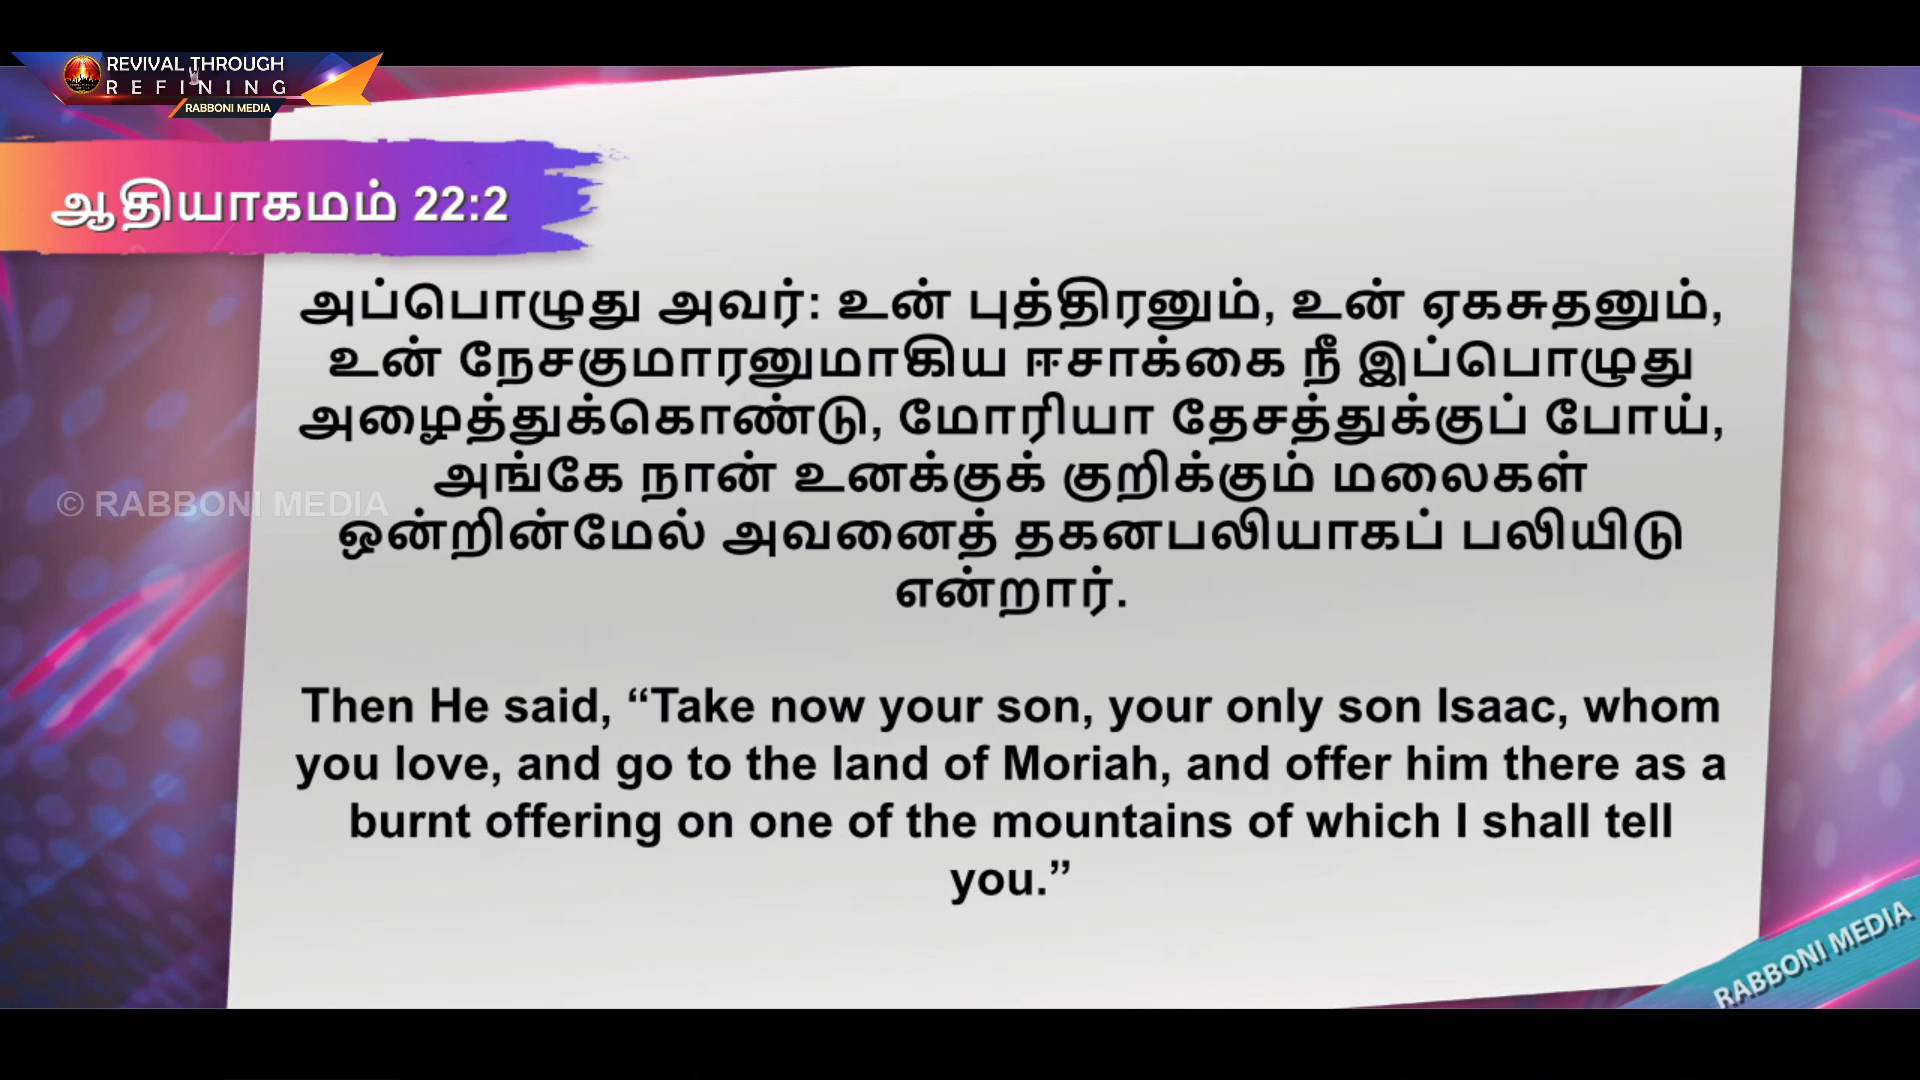 REVIVAL THROUGH
REFINING
RABBONI MEDIA
ஆதியாகமம் 22:2
அப்பொழுது அவர்: உன் புத்திரனும், உன் ஏகசுதனும்,
உன் நேசகுமாரனுமாகிய ஈசாக்கை நீ இப்பொழுது
அழைத்துக்கொண்டு, மோரியா தேசத்துக்குப் போய்,
அங்கே நான் உனக்குக் குறிக்கும் மலைகள்
ஒன்றின்மேல் அவனைத் தகனபலியாகப் பலியிடு
என்றார்.
© RABBONI MEDIA
Then He said, “Take now your son, your only son Isaac, whom
you love, and go to the land of Moriah, and offer him there as a
burnt offering on one of the mountains of which I shall tell
you.”
RABBONI MEDIA